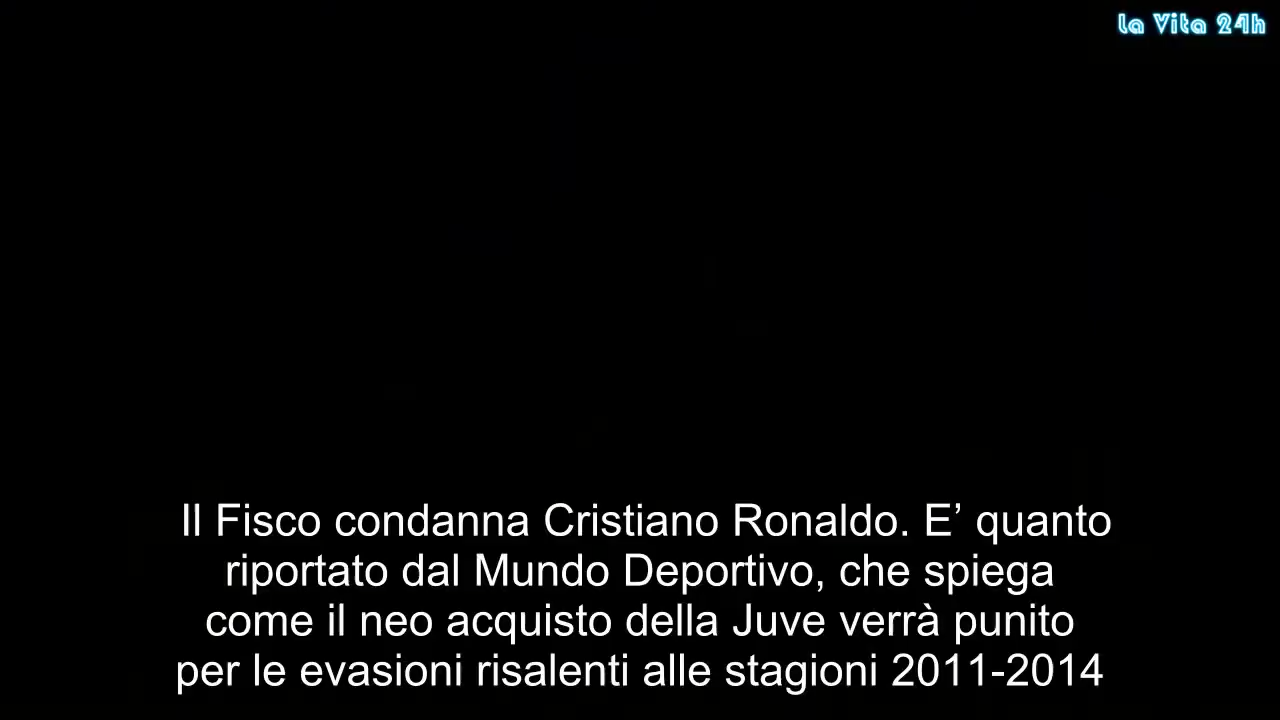 la Vita 24h
Il Fisco condanna Cristiano Ronaldo. E’ quanto
riportato dal Mundo Deportivo, che spiega
come il neo acquisto della Juve verrà punito
per le evasioni risalenti alle stagioni 2011-2014